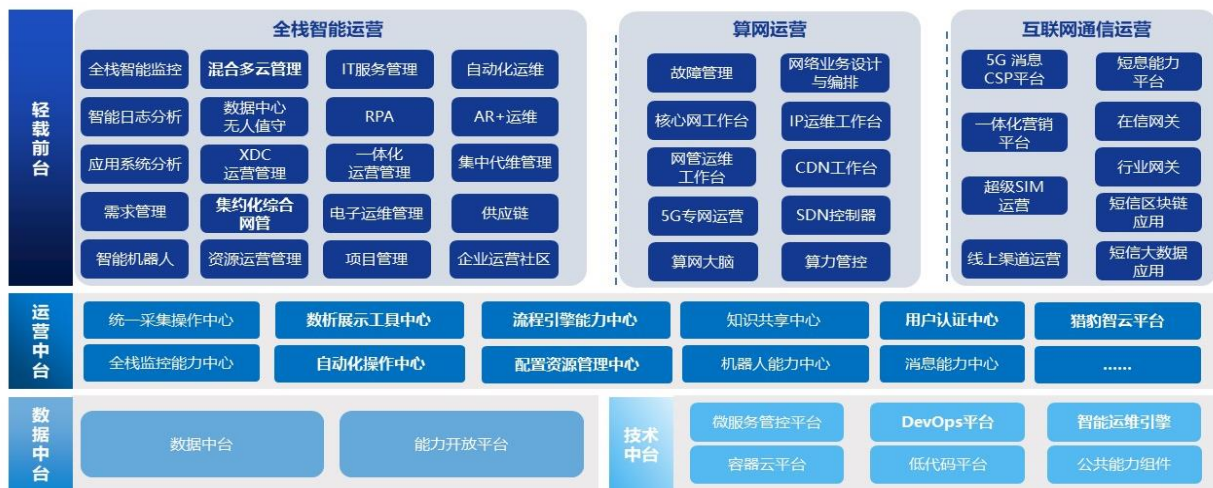 轻载前台
全栈智能运营
全栈智能监控
混合多云管理
IT服务管理
自动化运维
智能日志分析
数据中心
无人值守
RPA
AR+运维
应用系统分析
XDC
运营管理
一体化
运营管理
集中代维管理
需求管理
集约化综合
网管
电子运维管理
供应链
智能机器人
资源运营管理
项目管理
企业运营社区
算网运营
故障管理
网络业务设计
与编排
核心网工作台
IP运维工作台
网管运维
工作台
CDN工作台
5G专网运营
SDN控制器
算网大脑
算力管控
互联网通信运营
5G 消息
CSP平台
短息能力
平台
一体化营销
平台
在信网关
行业网关
超级SIM
运营
短信区块链
应用
线上渠道运营
短信大数据
应用
运营中台
统一采集操作中心
数析展示工具中心
流程引擎能力中心
知识共享中心
用户认证中心
猎豹智云平台
全栈监控能力中心
自动化操作中心
配置资源管理中心
机器人能力中心
消息能力中心
......
数据中台
数据中台
能力开放平台
技术
中台
微服务管控平台
DevOps平台
智能运维引擎
容器云平台
低代码平台
公共能力组件